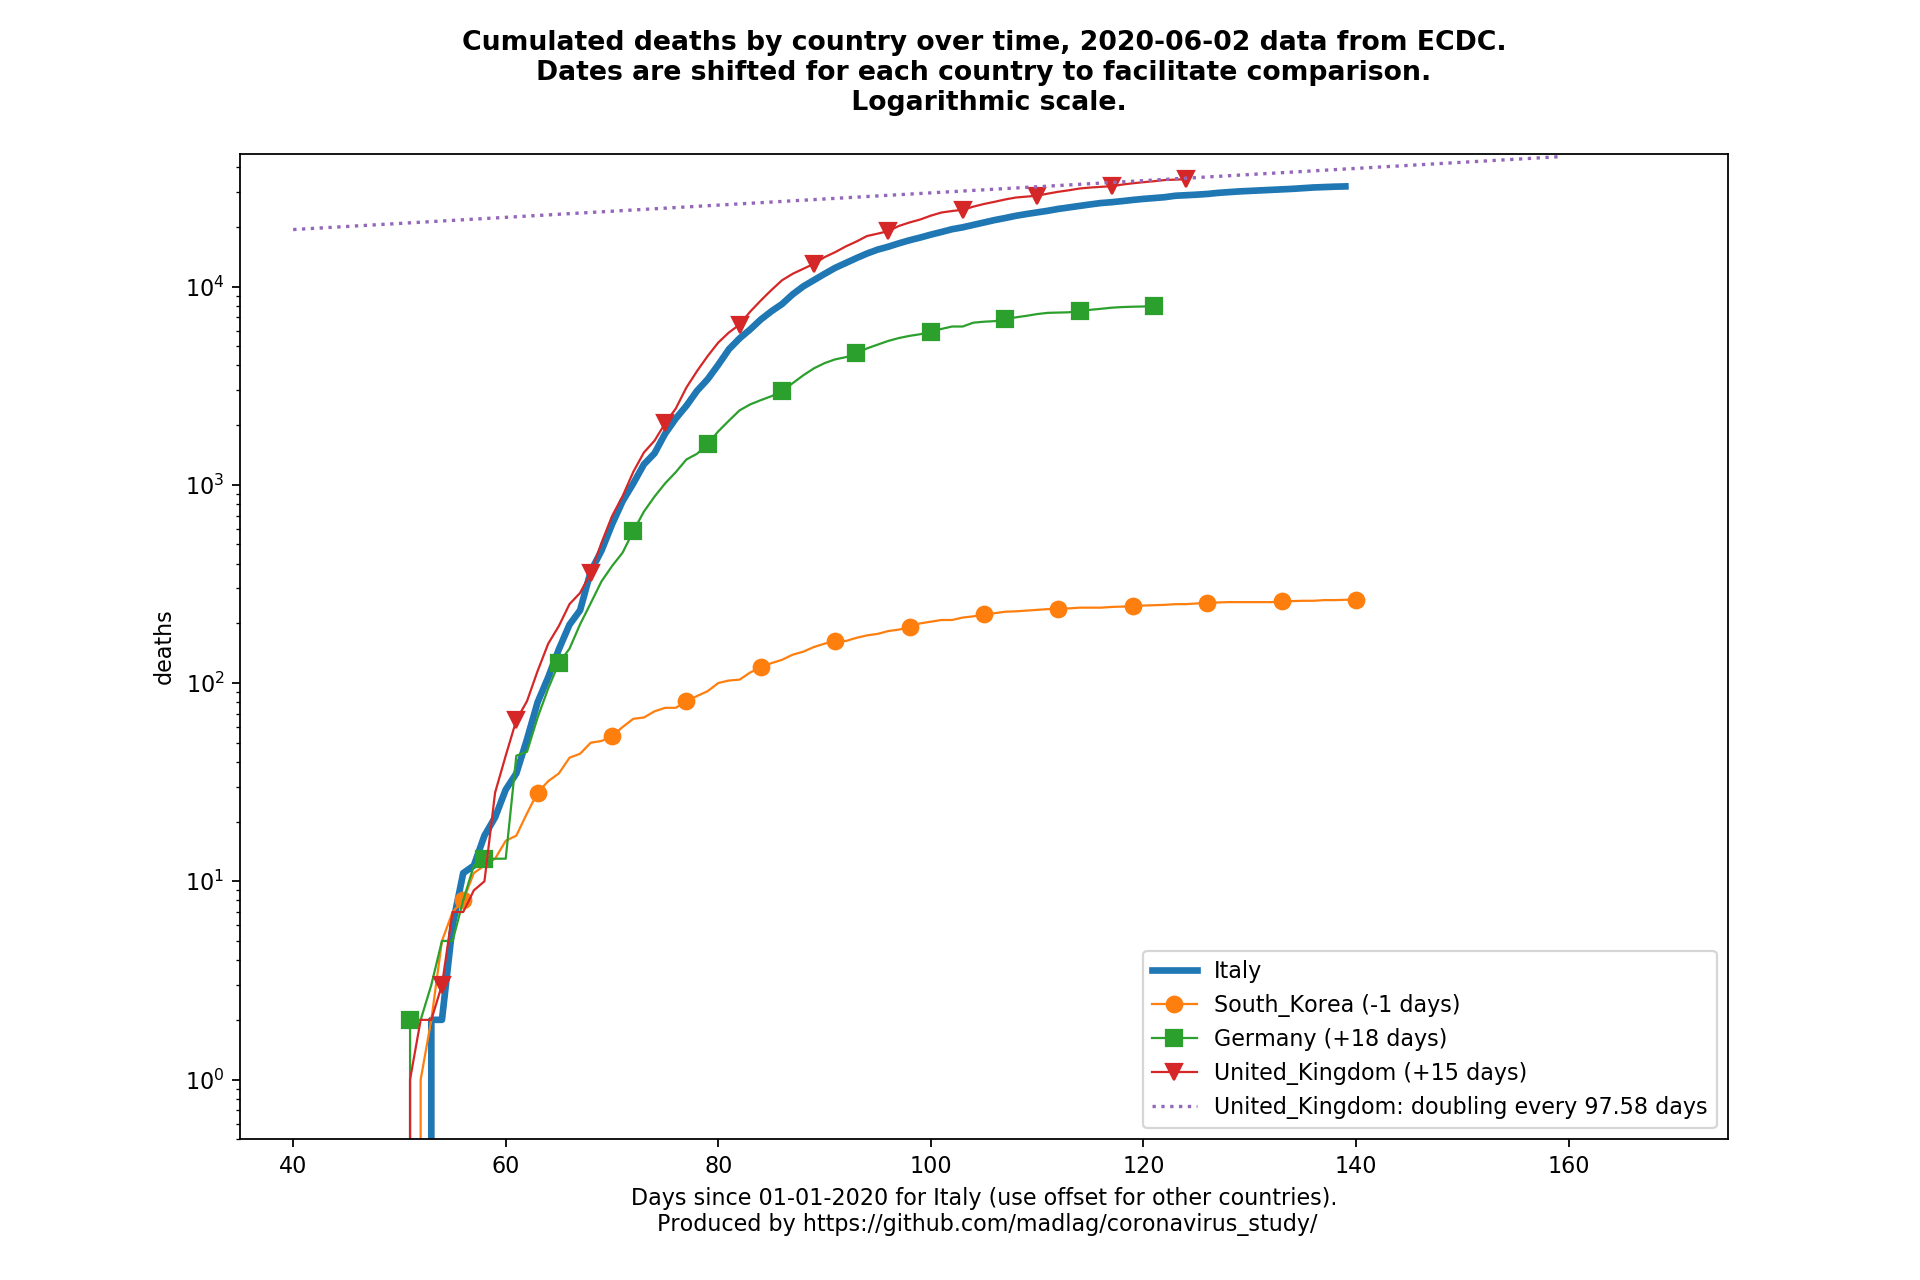 Cumulated deaths by country over time, 2020-06-02 data from ECDC.
Dates are shifted for each country to facilitate comparison.
Logarithmic scale.
10^4
10^3
10^2
10^1
10^0
deaths
Italy
South_Korea (-1 days)
Germany (+18 days)
United_Kingdom (+15 days)
United_Kingdom: doubling every 97.58 days
40 60 80 100 120 140 160
Days since 01-01-2020 for Italy (use offset for other countries).
Produced by https://github.com/madlag/coronavirus_study/